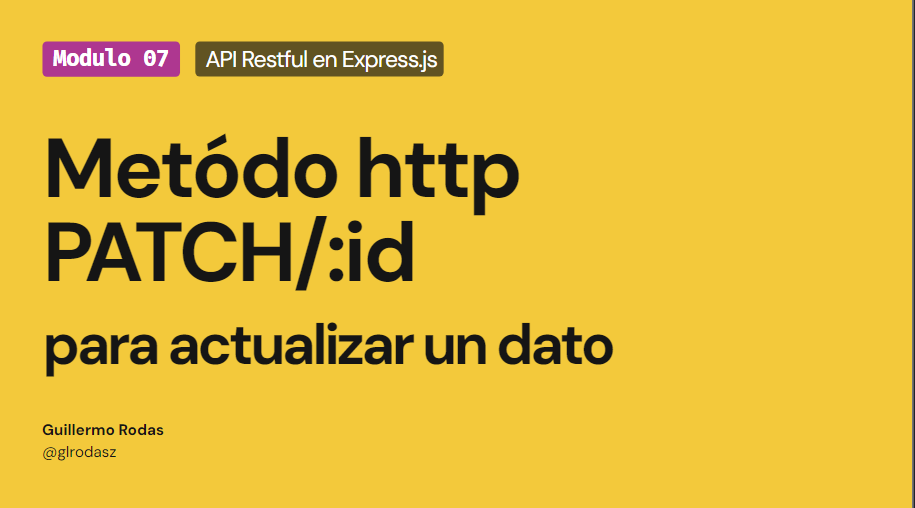 Modulo 07
API Restful en Express.js
Metódo http
PATCH/:id
para actualizar un dato
Guillermo Rodas
@glrodasz